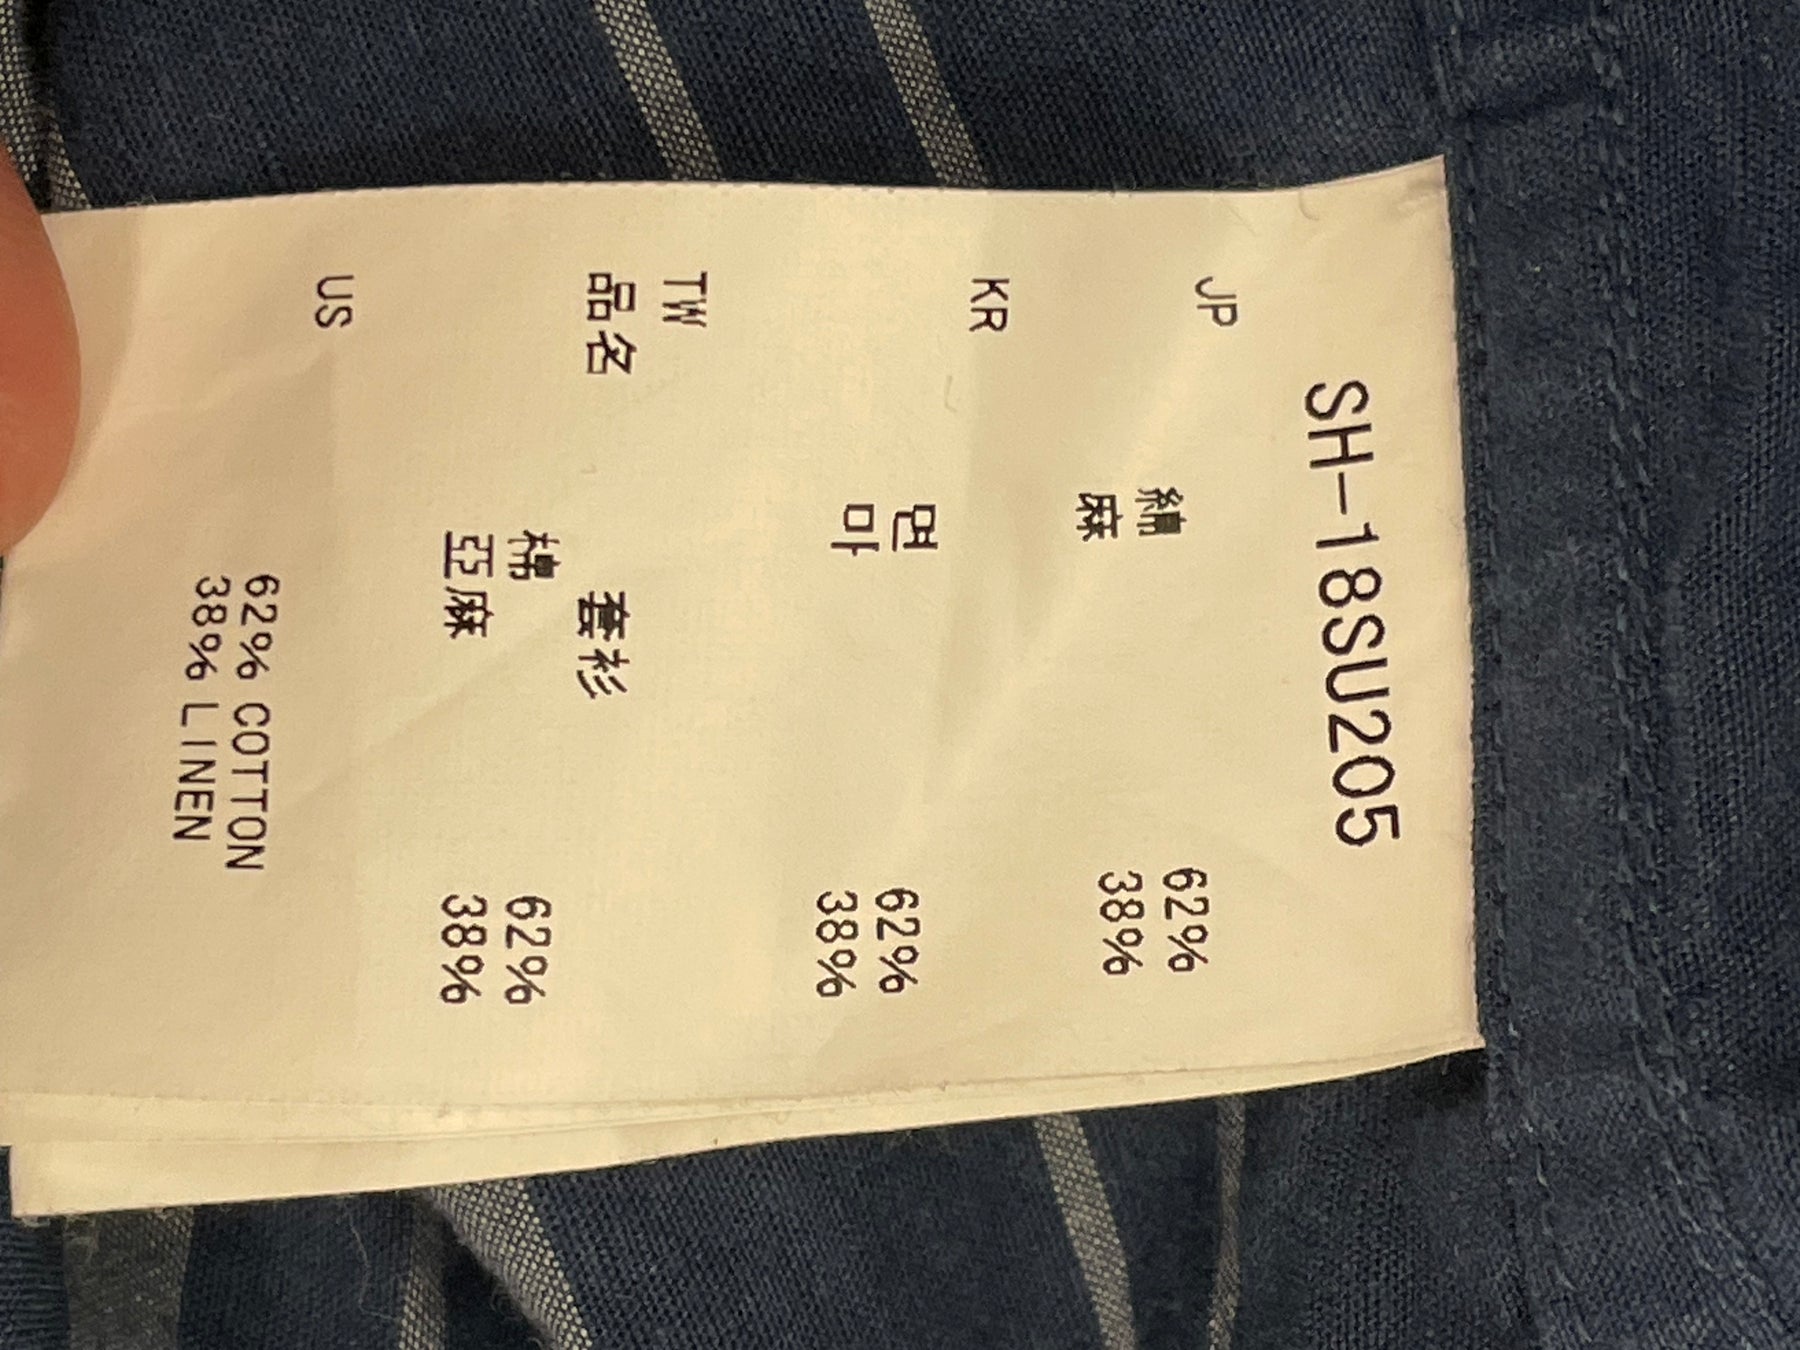 SH-18SU205
JP
綿 62%
麻 38%
KR
면 62%
마 38%
TW
品名 套衫
棉 62%
亞麻 38%
US
62% COTTON
38% LINEN